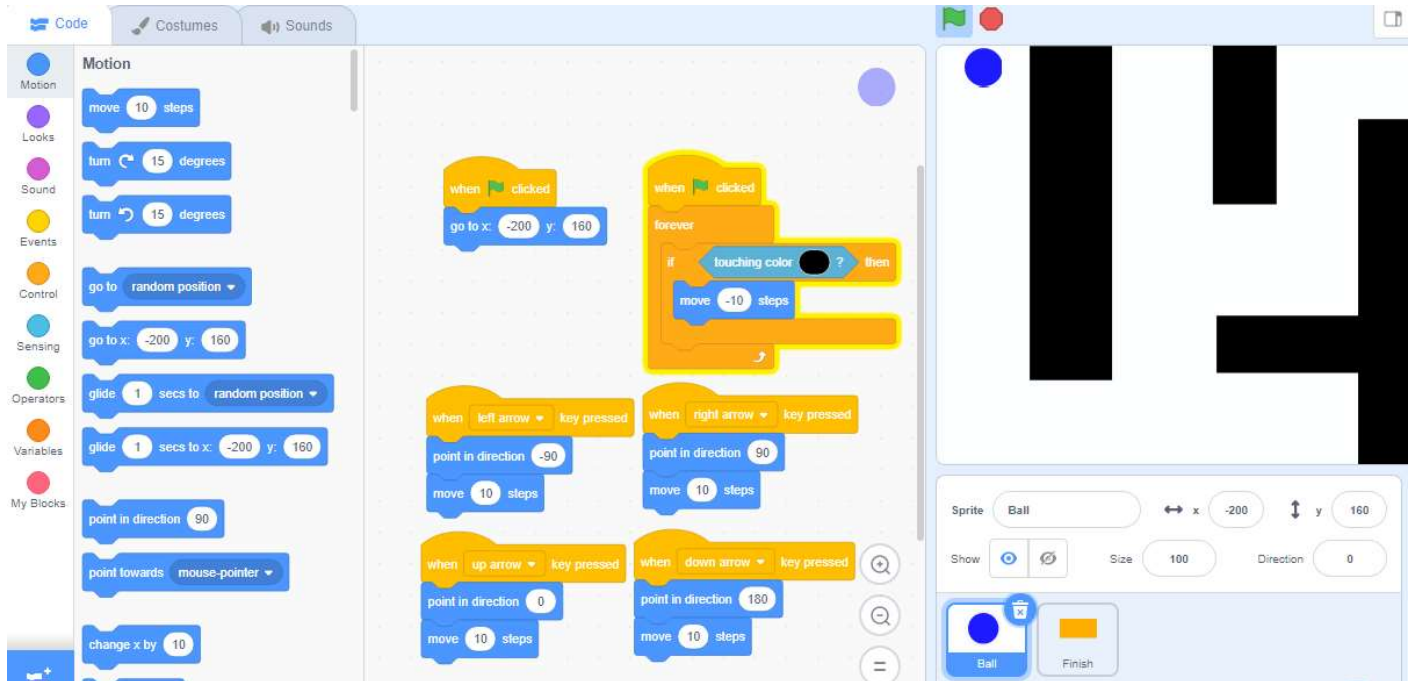 Code
Costumes
Sounds
Motion
Looks
Sound
Events
Control
Sensing
Operators
Variables
My Blocks
Motion
move 10 steps
turn 15 degrees
turn 15 degrees
go to random position
go to x: -200 y: 160
glide 1 secs to random position
glide 1 secs to x: -200 y: 160
point in direction 90
point towards mouse-pointer
change x by 10
when clicked
go to x: -200 y: 160
when clicked
forever
if touching color ? then
move -10 steps
when left arrow key pressed
point in direction -90
move 10 steps
when right arrow key pressed
point in direction 90
move 10 steps
when up arrow key pressed
point in direction 0
move 10 steps
when down arrow key pressed
point in direction 180
move 10 steps
Sprite Ball x -200 y 160
Show Size 100 Direction 0
Ball
Finish